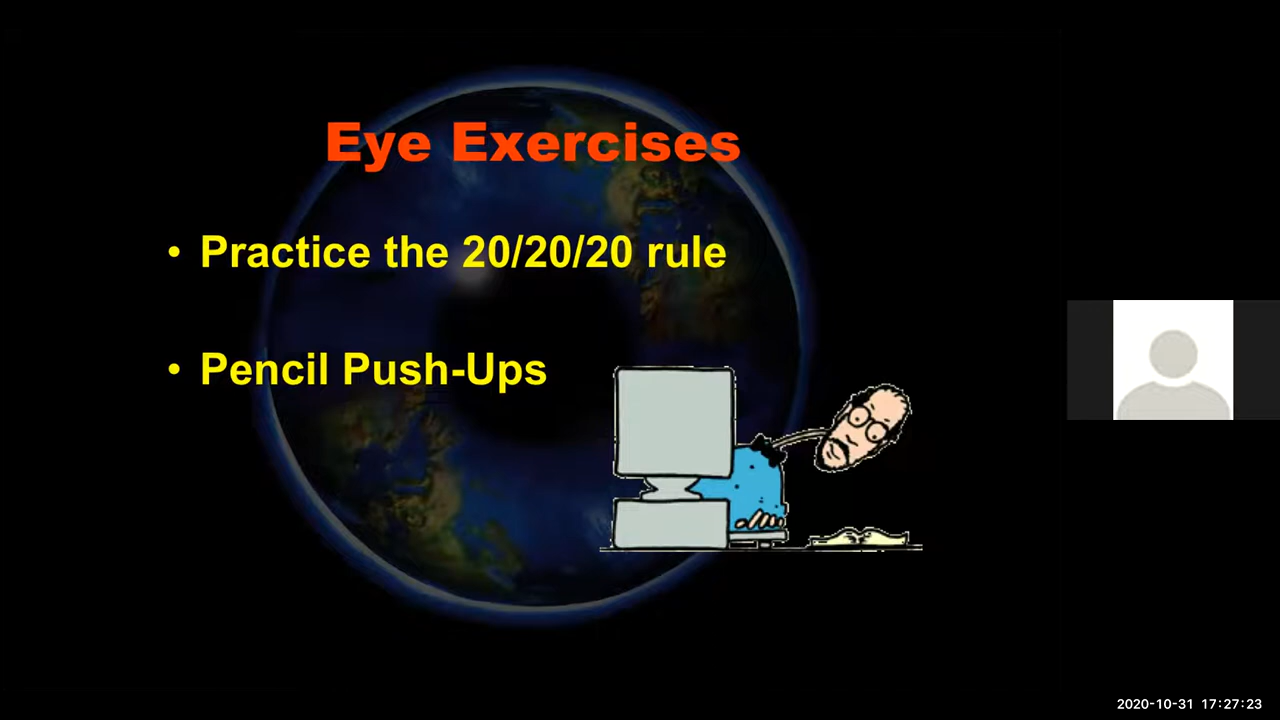 Eye Exercises
• Practice the 20/20/20 rule
• Pencil Push-Ups
2020-10-31 17:27:23